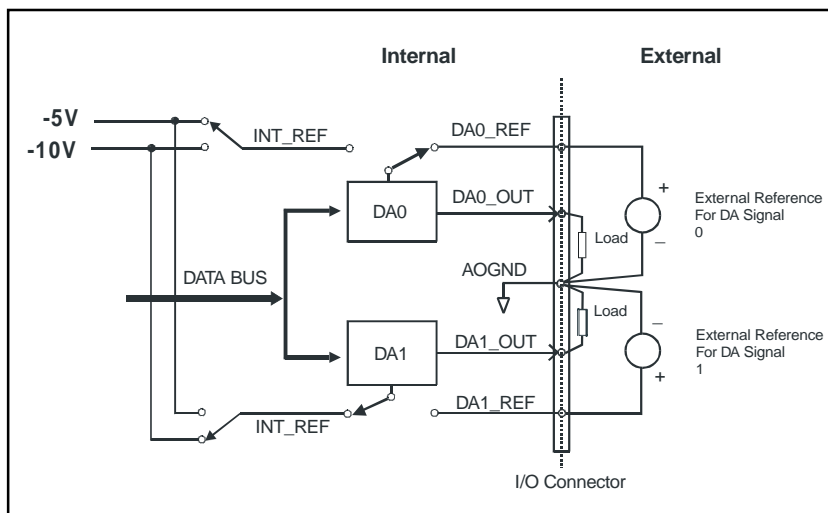 Internal
External
-5V
-10V
INT_REF
DA0_REF
DA0
DA0_OUT
+
External Reference
For DA Signal
0
Load
–
AOGND
DATA BUS
Load
–
DA1
DA1_OUT
External Reference
For DA Signal
1
+
INT_REF
DA1_REF
I/O Connector